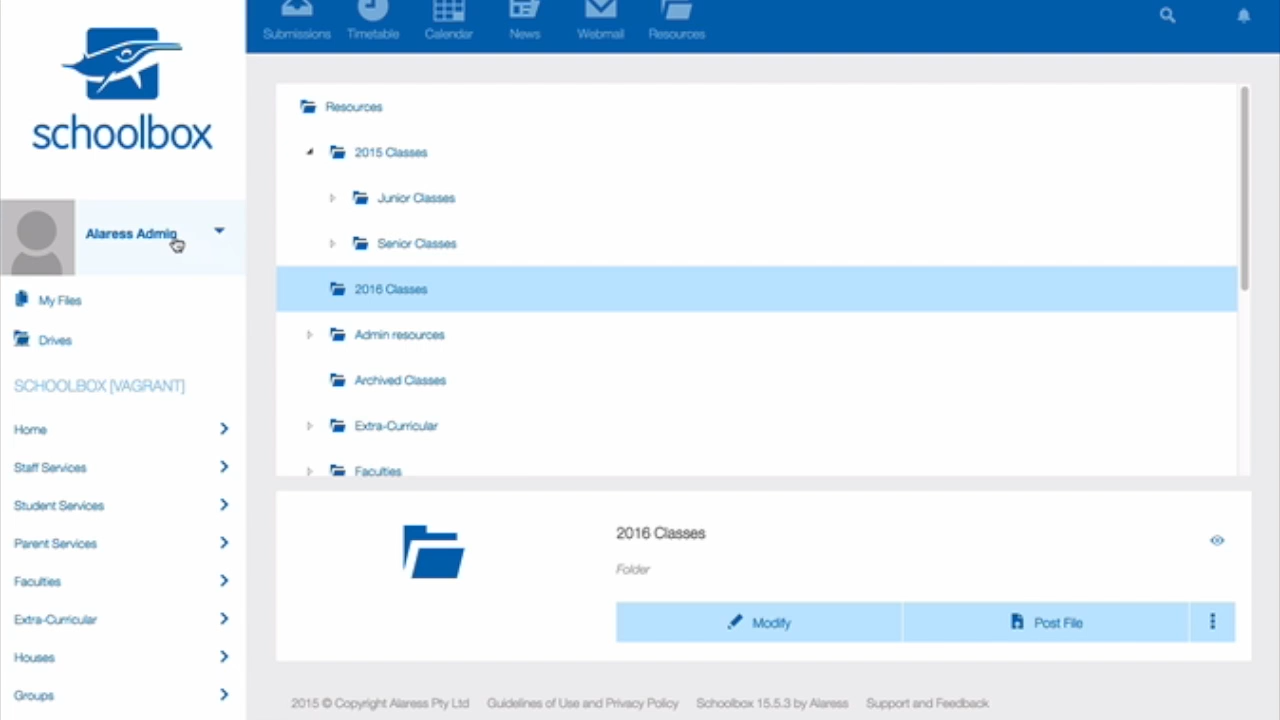 schoolbox
Submissions Timetable Calendar News Webmail Resources
Alaress Admin
My Files
Drives
SCHOOLBOX [VAGRANT]
Home
Staff Services
Student Services
Parent Services
Faculties
Extra-Curricular
Houses
Groups
Resources
2015 Classes
Junior Classes
Senior Classes
2016 Classes
Admin resources
Archived Classes
Extra-Curricular
Faculties
2016 Classes
Folder
Modify Post File
2015 © Copyright Alaress Pty Ltd Guidelines of Use and Privacy Policy Schoolbox 15.5.3 by Alaress Support and Feedback